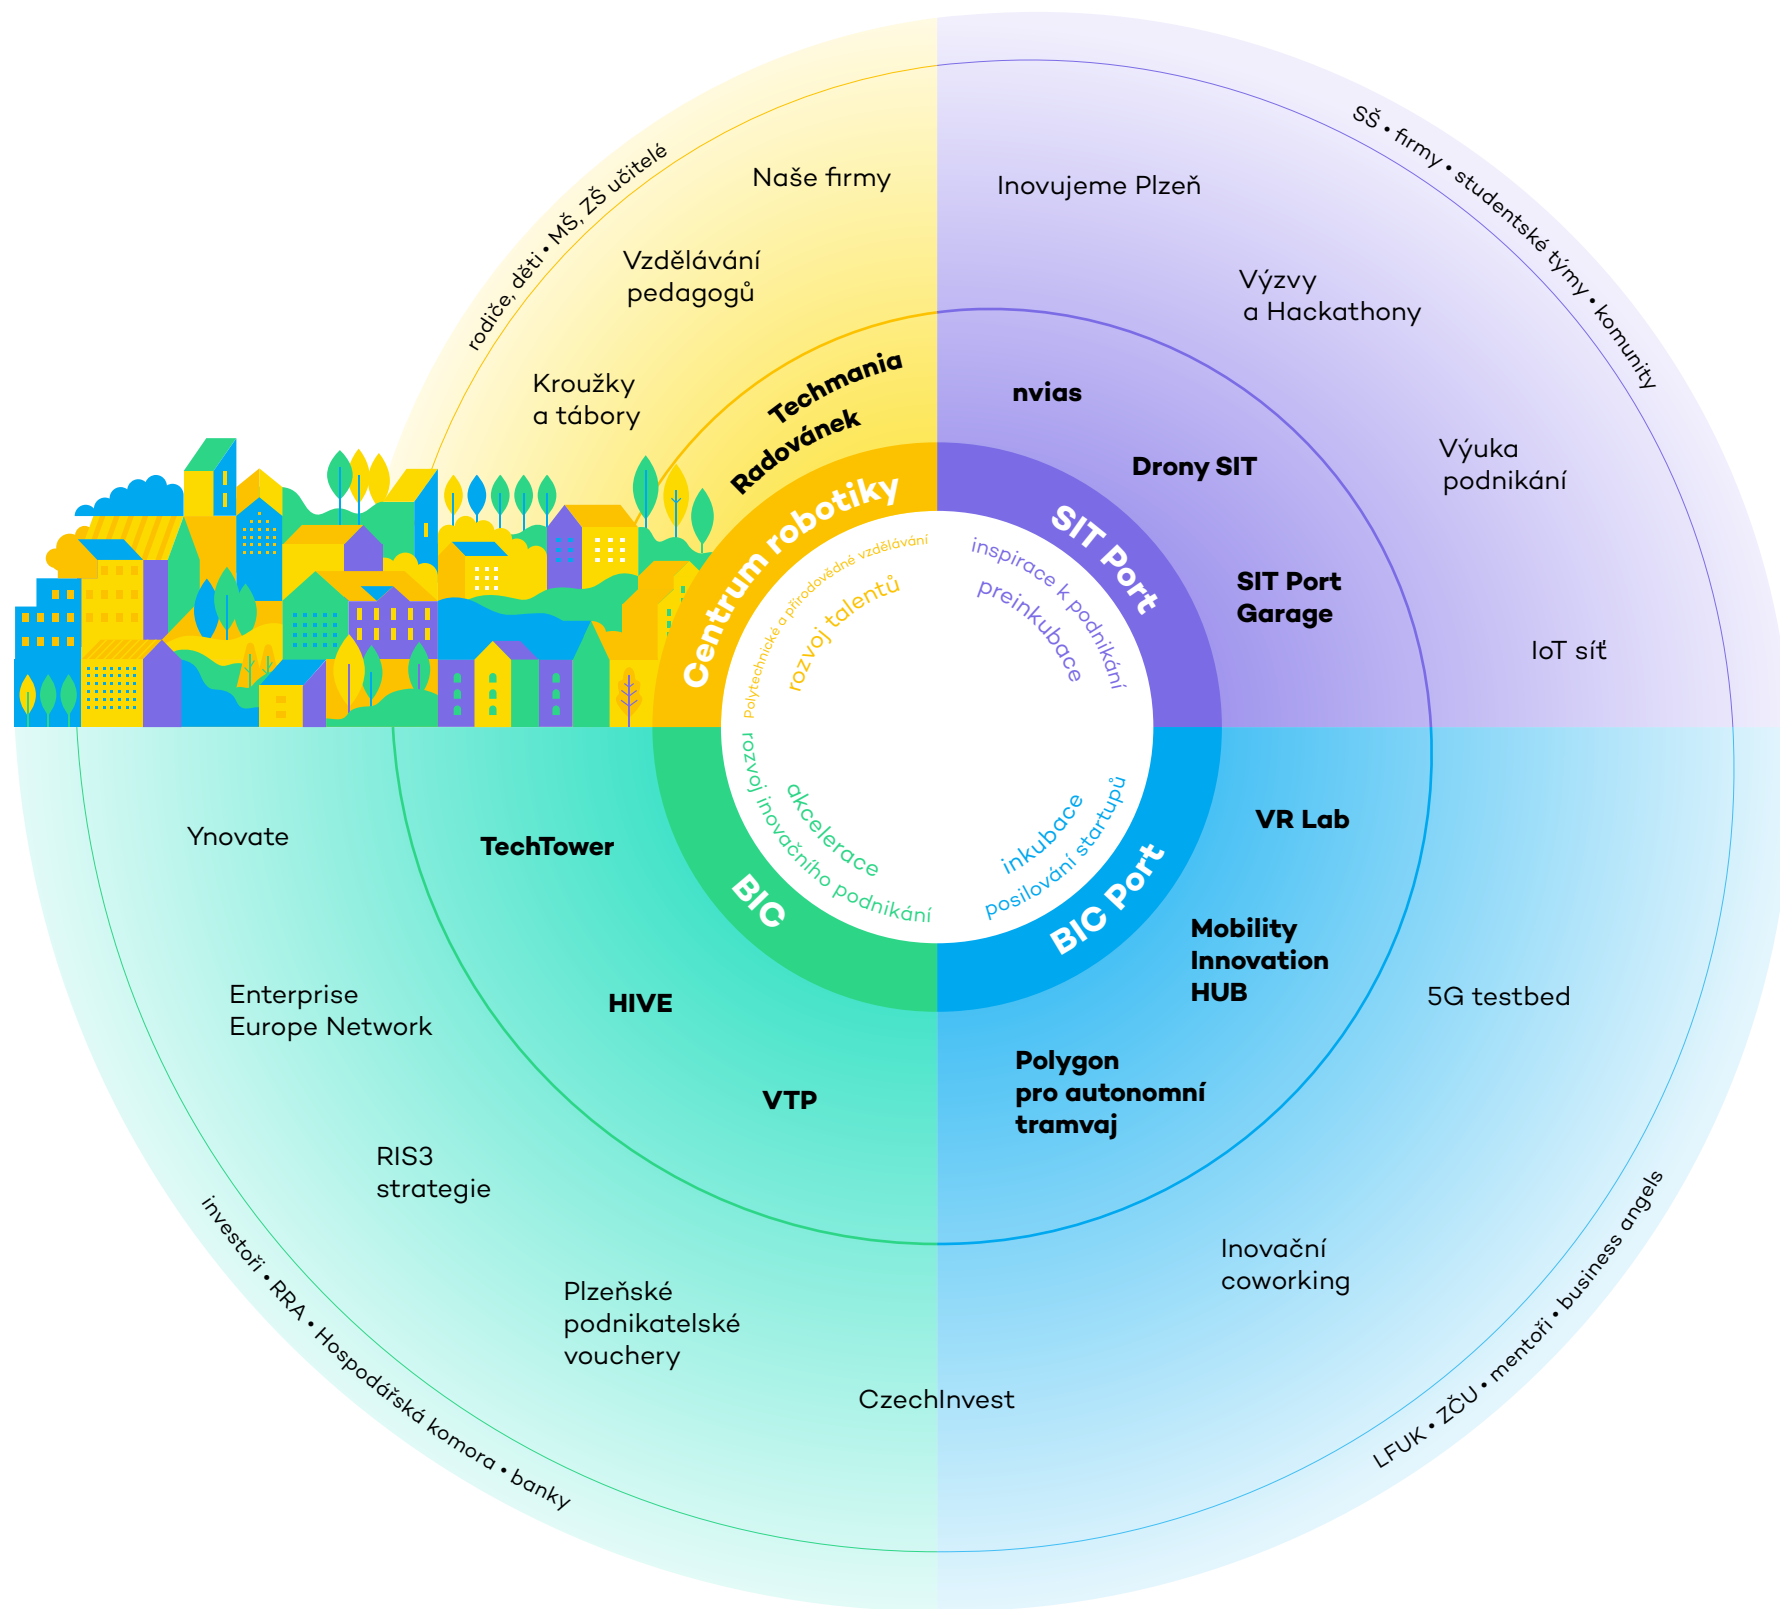 rodiče, děti • MŠ, ZŠ učitelé
Naše firmy
Vzdělávání
pedagogů
Kroužky
a tábory
Techmania
Radovánek
Centrum robotiky
Polytechnické a přírodovědné vzdělávání
rozvoj talentů
SŠ • firmy • studentské týmy • komunity
Inovujeme Plzeň
Výzvy
a Hackathony
Výuka
podnikání
IoT síť
nvias
Drony SIT
SIT Port
Garage
SIT Port
inspirace k podnikání
preinkubace
VR Lab
Mobility
Innovation
HUB
Polygon
pro autonomní
tramvaj
BIC Port
inkubace
posilování startupů
5G testbed
Inovační
coworking
LFUK • ZČU • mentoři • business angels
CzechInvest
BIC
akcelerace
rozvoj inovačního podnikání
TechTower
HIVE
VTP
Ynovate
Enterprise
Europe Network
RIS3
strategie
Plzeňské
podnikatelské
vouchery
investoři • RRA • Hospodářská komora • banky